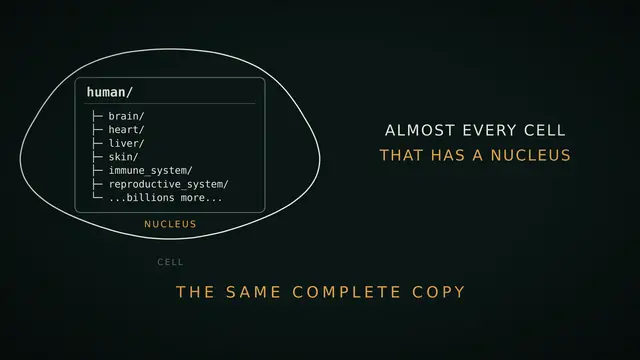 human/
├─ brain/
├─ heart/
├─ liver/
├─ skin/
├─ immune_system/
├─ reproductive_system/
└─ ...billions more...
NUCLEUS
CELL
ALMOST EVERY CELL
THAT HAS A NUCLEUS
THE SAME COMPLETE COPY